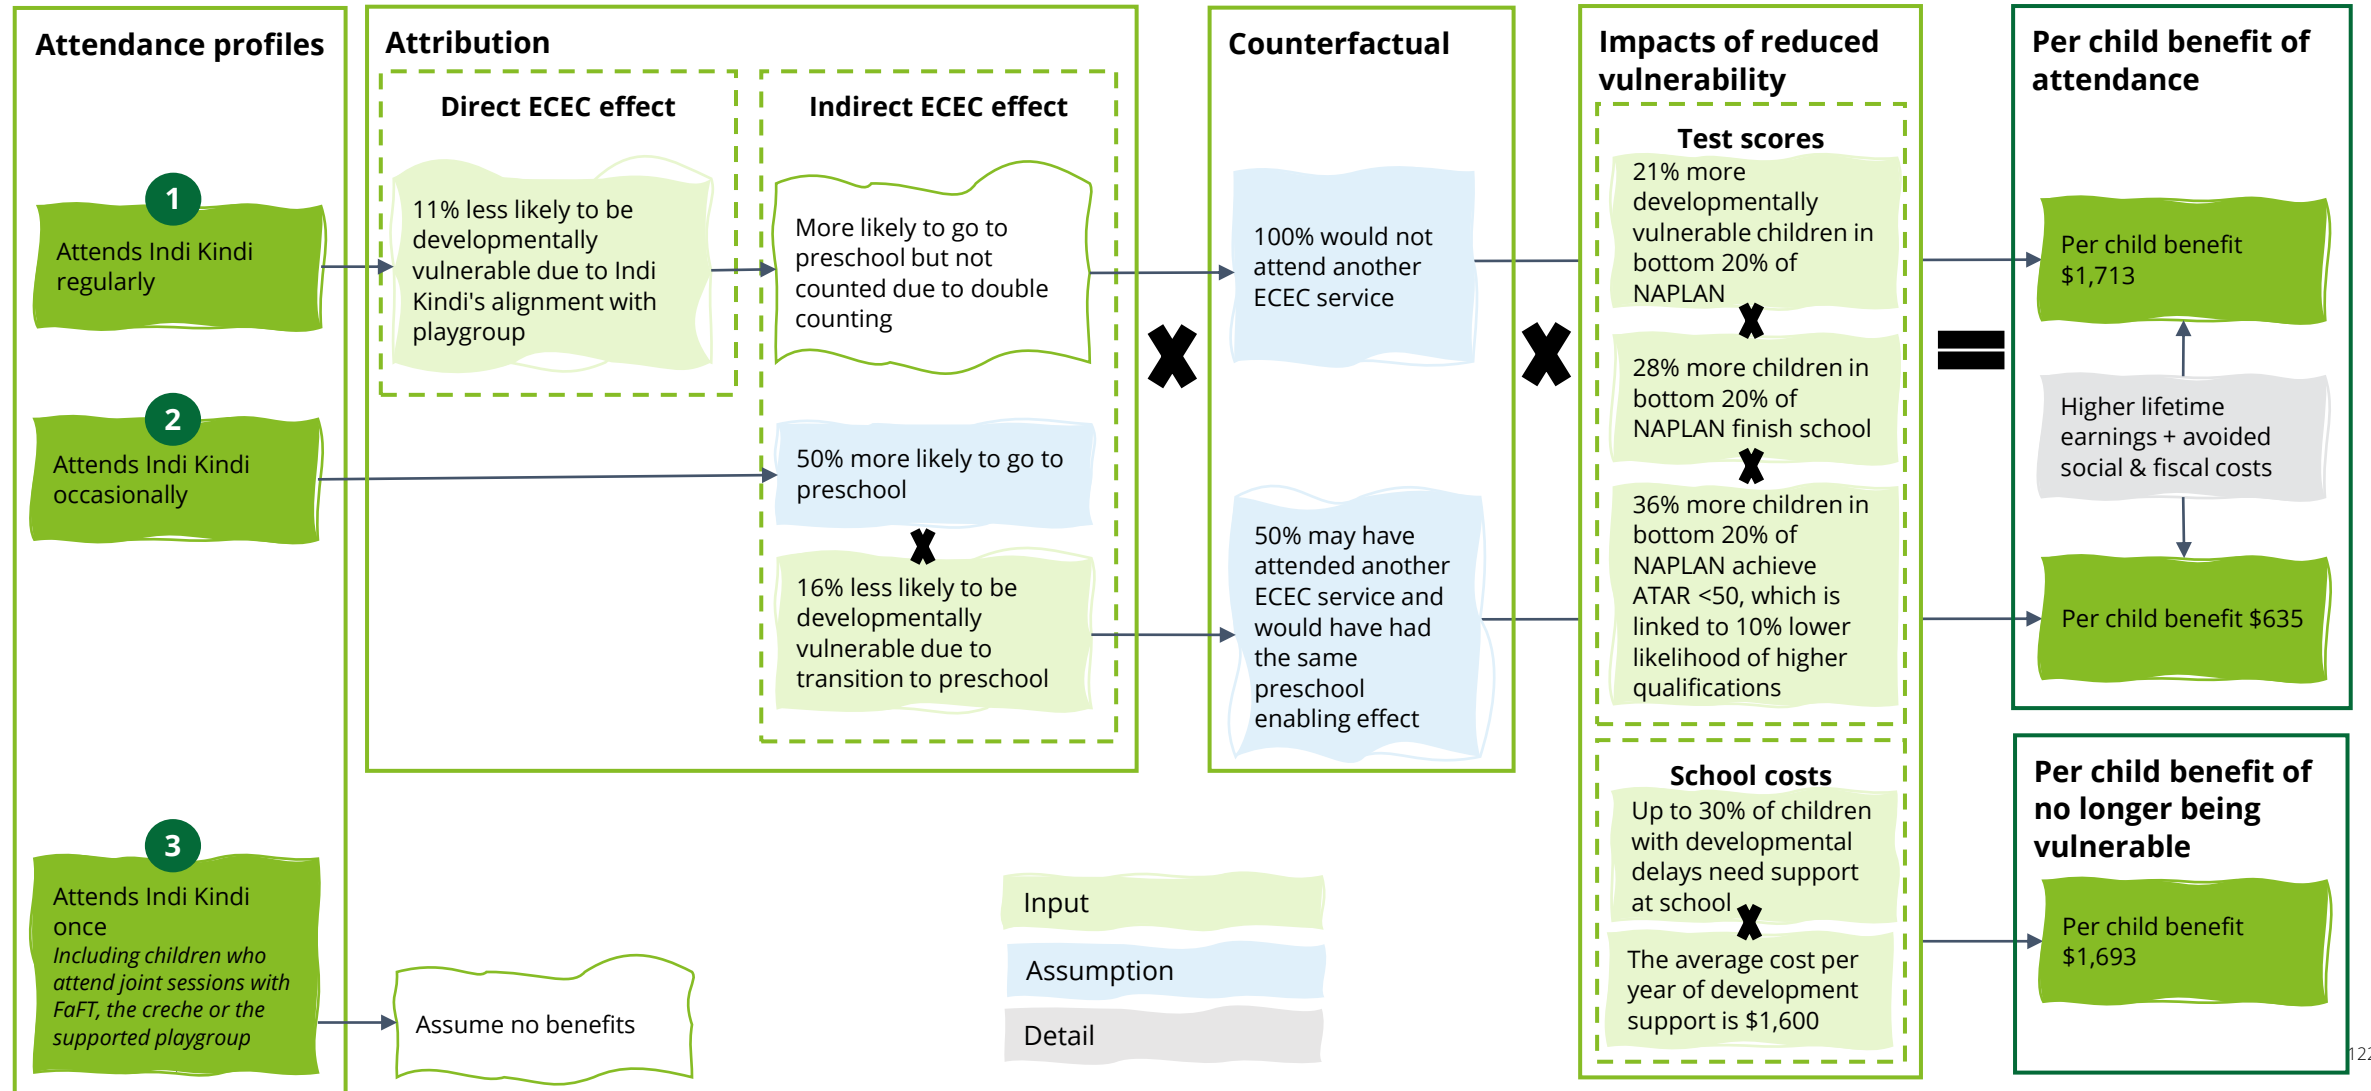 Attendance profiles
1
Attends Indi Kindi
regularly
2
Attends Indi Kindi
occasionally
3
Attends Indi Kindi
once
Including children who
attend joint sessions with
FaFT, the creche or the
supported playgroup
Attribution
Direct ECEC effect
11% less likely to be
developmentally
vulnerable due to Indi
Kindi's alignment with
playgroup
Indirect ECEC effect
More likely to go to
preschool but not
counted due to double
counting
50% more likely to go to
preschool
16% less likely to be
developmentally
vulnerable due to
transition to preschool
Assume no benefits
Counterfactual
100% would not
attend another
ECEC service
50% may have
attended another
ECEC service and
would have had
the same
preschool
enabling effect
Input
Assumption
Detail
Impacts of reduced
vulnerability
Test scores
21% more
developmentally
vulnerable children in
bottom 20% of
NAPLAN
28% more children in
bottom 20% of
NAPLAN finish school
36% more children in
bottom 20% of
NAPLAN achieve
ATAR <50, which is
linked to 10% lower
likelihood of higher
qualifications
School costs
Up to 30% of children
with developmental
delays need support
at school
The average cost per
year of development
support is $1,600
Per child benefit of
attendance
Per child benefit
$1,713
Higher lifetime
earnings + avoided
social & fiscal costs
Per child benefit $635
Per child benefit of
no longer being
vulnerable
Per child benefit
$1,693
122